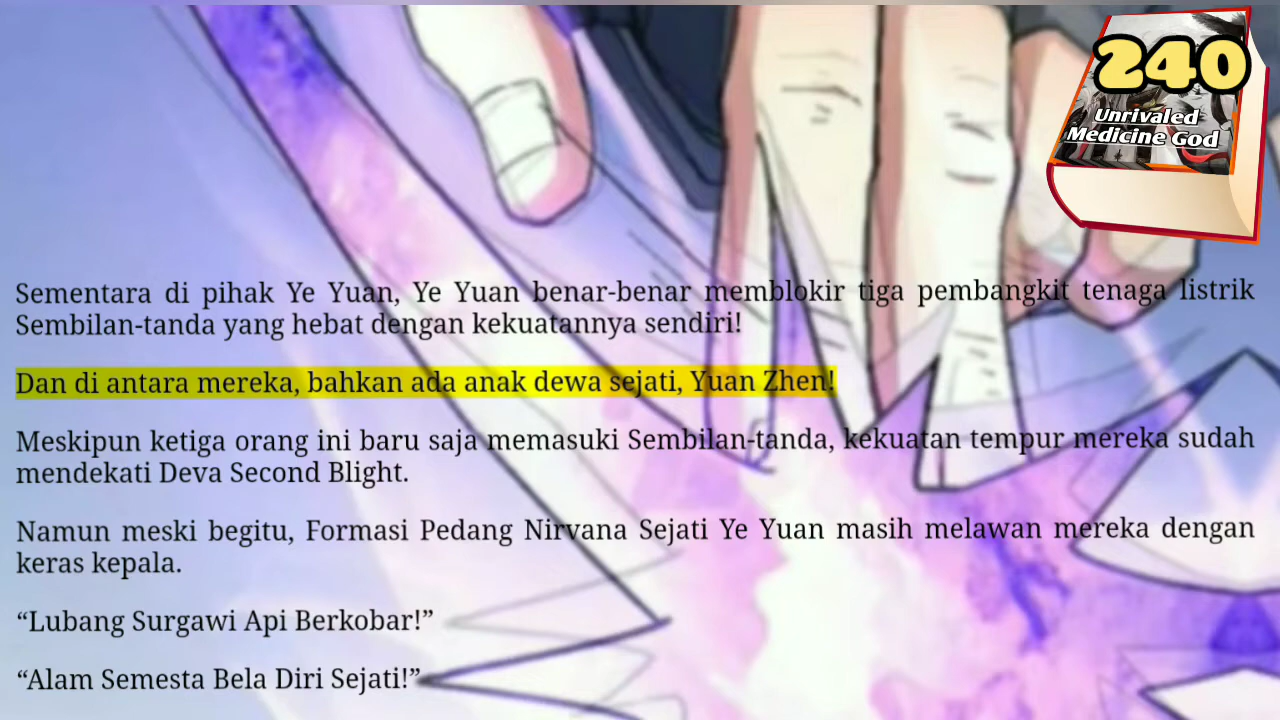 240
Unrivaled
Medicine God
Sementara di pihak Ye Yuan, Ye Yuan benar-benar memblokir tiga pembangkit tenaga listrik
Sembilan-tanda yang hebat dengan kekuatannya sendiri!
Dan di antara mereka, bahkan ada anak dewa sejati, Yuan Zhen!
Meskipun ketiga orang ini baru saja memasuki Sembilan-tanda, kekuatan tempur mereka sudah
mendekati Deva Second Blight.
Namun meski begitu, Formasi Pedang Nirvana Sejati Ye Yuan masih melawan mereka dengan
keras kepala.
“Lubang Surgawi Api Berkobar!”
“Alam Semesta Bela Diri Sejati!”